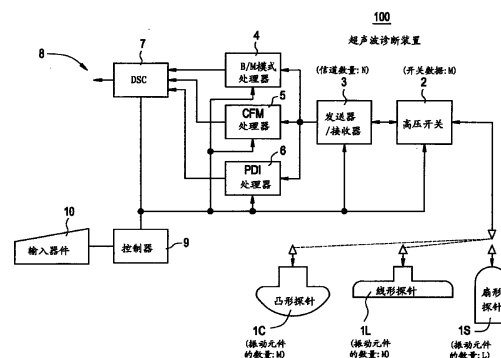 100
超声波诊断装置
8
7
DSC
4
B/M模式
处理器
5
CFM
处理器
6
PDI
处理器
(信道数量:N)
3
发送器
/接收器
(开关数据:M)
2
高压开关
10
输入器件
控制器
9
凸形探针
1C
(振动元件
的数量:M)
线形探针
1L
(振动元件
的数量:M)
扇形
探针
1S
(振动元件
的数量:L)